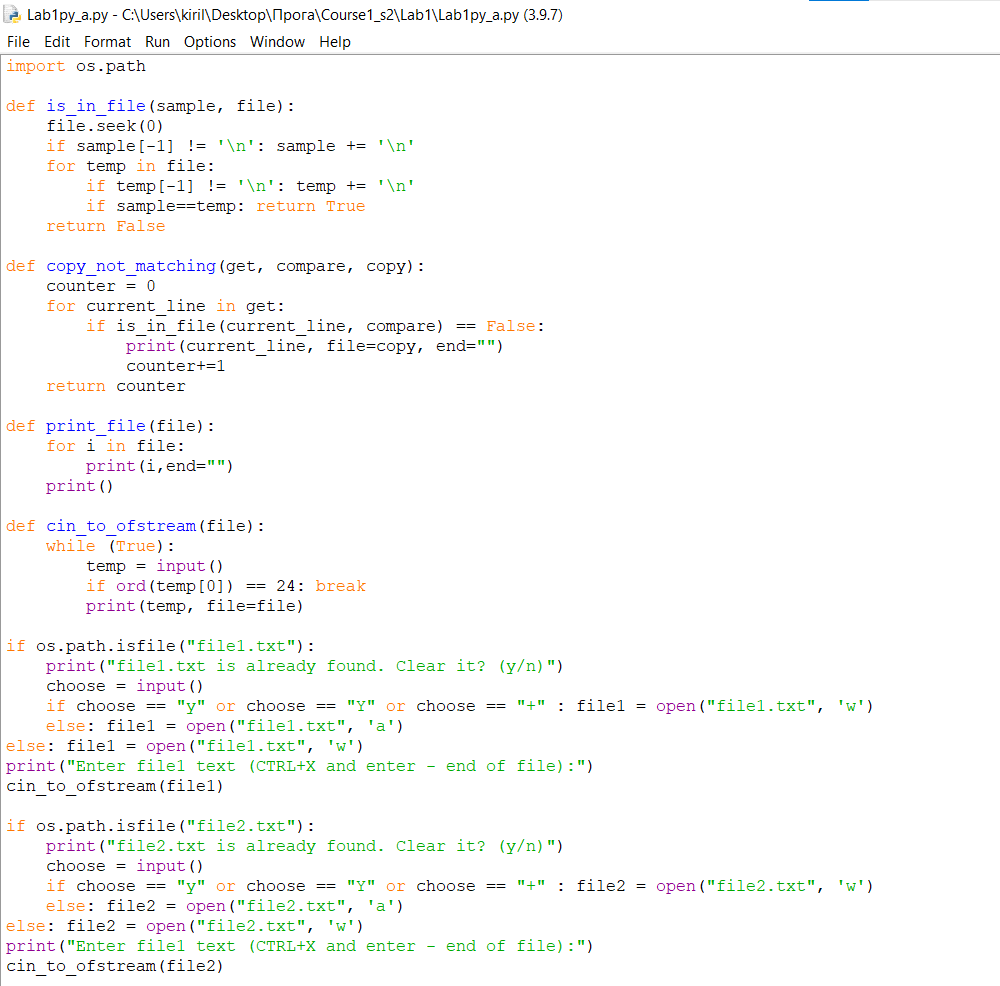 Lab1py_a.py - C:\Users\kiril\Desktop\Прога\Course1_s2\Lab1\Lab1py_a.py (3.9.7)
File Edit Format Run Options Window Help
import os.path

def is_in_file(sample, file):
    file.seek(0)
    if sample[-1] != '\n': sample += '\n'
    for temp in file:
        if temp[-1] != '\n': temp += '\n'
        if sample==temp: return True
    return False

def copy_not_matching(get, compare, copy):
    counter = 0
    for current_line in get:
        if is_in_file(current_line, compare) == False:
            print(current_line, file=copy, end="")
            counter+=1
    return counter

def print_file(file):
    for i in file:
        print(i,end="")
    print()

def cin_to_ofstream(file):
    while (True):
        temp = input()
        if ord(temp[0]) == 24: break
        print(temp, file=file)

if os.path.isfile("file1.txt"):
    print("file1.txt is already found. Clear it? (y/n)")
    choose = input()
    if choose == "y" or choose == "Y" or choose == "+" : file1 = open("file1.txt", 'w')
    else: file1 = open("file1.txt", 'a')
else: file1 = open("file1.txt", 'w')
print("Enter file1 text (CTRL+X and enter - end of file):")
cin_to_ofstream(file1)

if os.path.isfile("file2.txt"):
    print("file2.txt is already found. Clear it? (y/n)")
    choose = input()
    if choose == "y" or choose == "Y" or choose == "+" : file2 = open("file2.txt", 'w')
    else: file2 = open("file2.txt", 'a')
else: file2 = open("file2.txt", 'w')
print("Enter file1 text (CTRL+X and enter - end of file):")
cin_to_ofstream(file2)